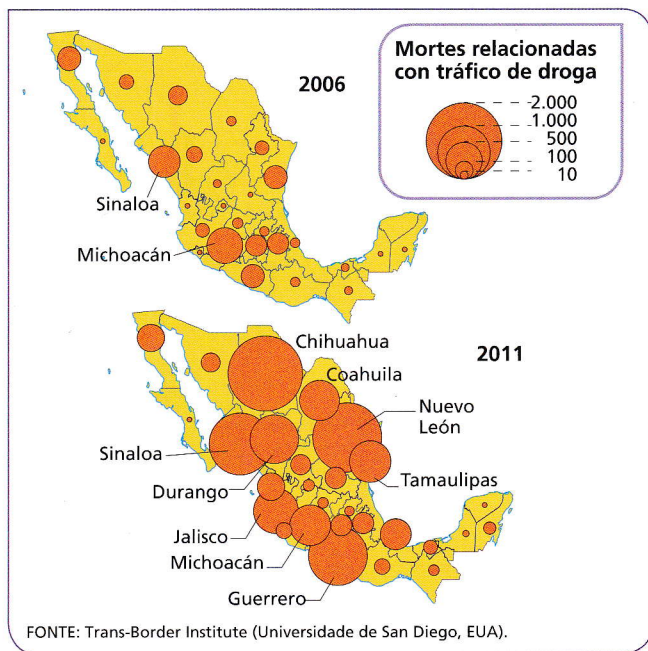 Mortes relacionadas
con tráfico de droga
2.000
1.000
500
100
10
2006
Sinaloa
Michoacán
2011
Chihuahua
Coahuila
Nuevo
León
Sinaloa
Durango
Tamaulipas
Jalisco
Michoacán
Guerrero
FONTE: Trans-Border Institute (Universidade de San Diego, EUA).